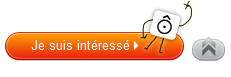 Je suis intéressé
Ô